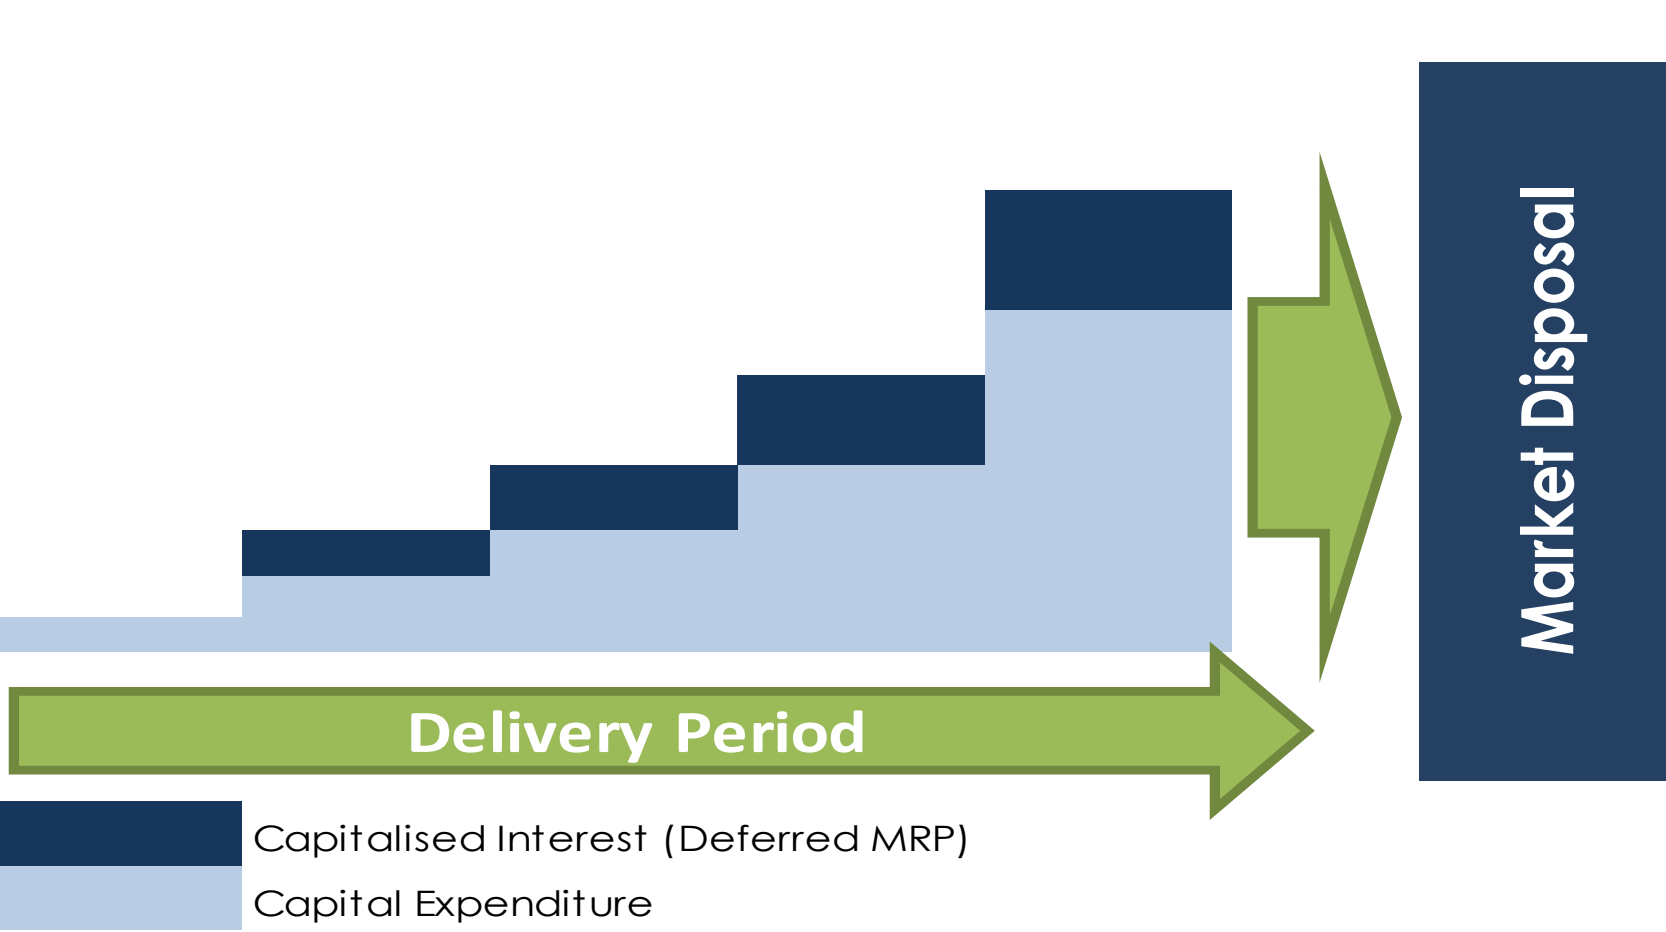 Market Disposal
Delivery Period
Capitalised Interest (Deferred MRP)
Capital Expenditure